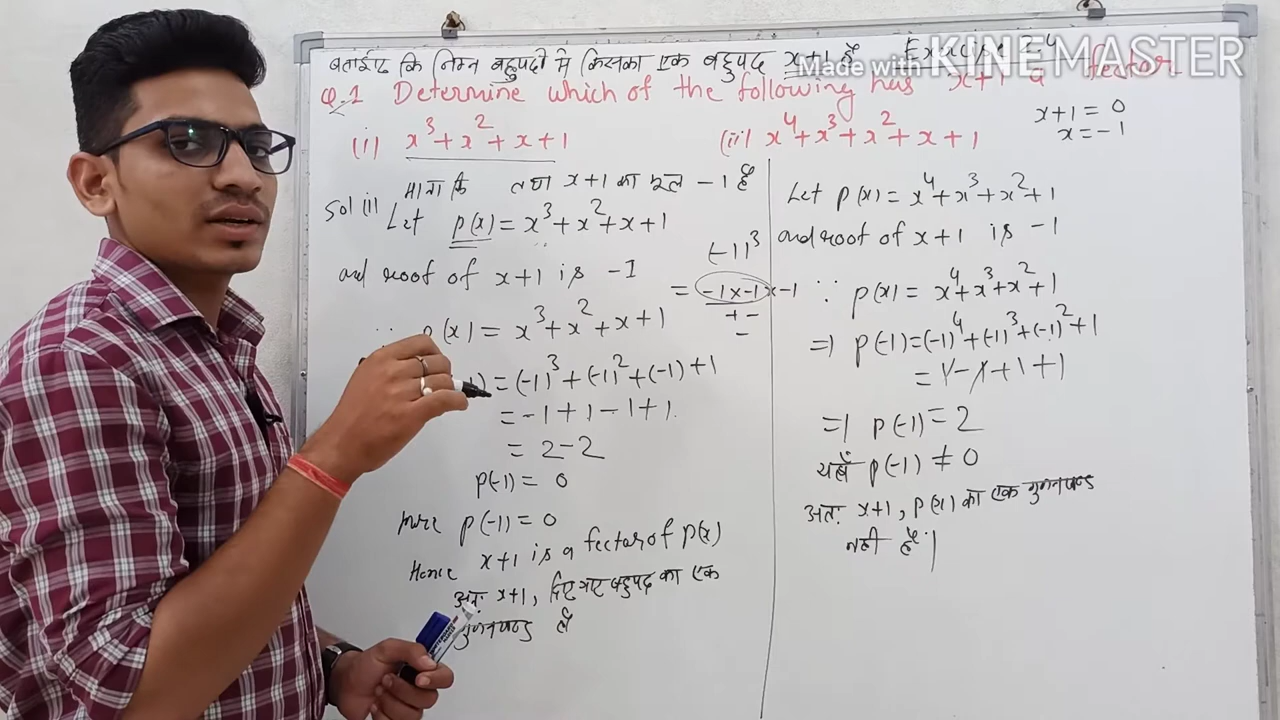 बताईए कि निम्न बहुपदो मे किसका एक बहुपद x+1 है
Made with KINEMASTER
Q.1 Determine which of the following has x+1 a factor
(i) x³+x²+x+1
(ii) x⁴+x³+x²+x+1
x+1=0
x=-1
माना कि तथा x+1 का मूल -1 है
Sol (i) Let p(x)=x³+x²+x+1
and root of x+1 is -1
p(x)=x³+x²+x+1
=(-1)³+(-1)²+(-1)+1
=-1+1-1+1
=2-2
p(-1)=0
p(-1)=0
Hence x+1 is a factor of p(x)
अतः x+1, दिए गए बहुपद का एक
गुणनखण्ड है
(-1)³
= -1×-1×-1
+-
-
Let p(x)=x⁴+x³+x²+1
and root of x+1 is -1
∵ p(x)=x⁴+x³+x²+1
⇒ p(-1)=(-1)⁴+(-1)³+(-1)²+1
=1-1+1+1
⇒ p(-1)=2
यहाँ p(-1)≠0
अतः x+1, p(x) का एक गुणनखण्ड
नही है।